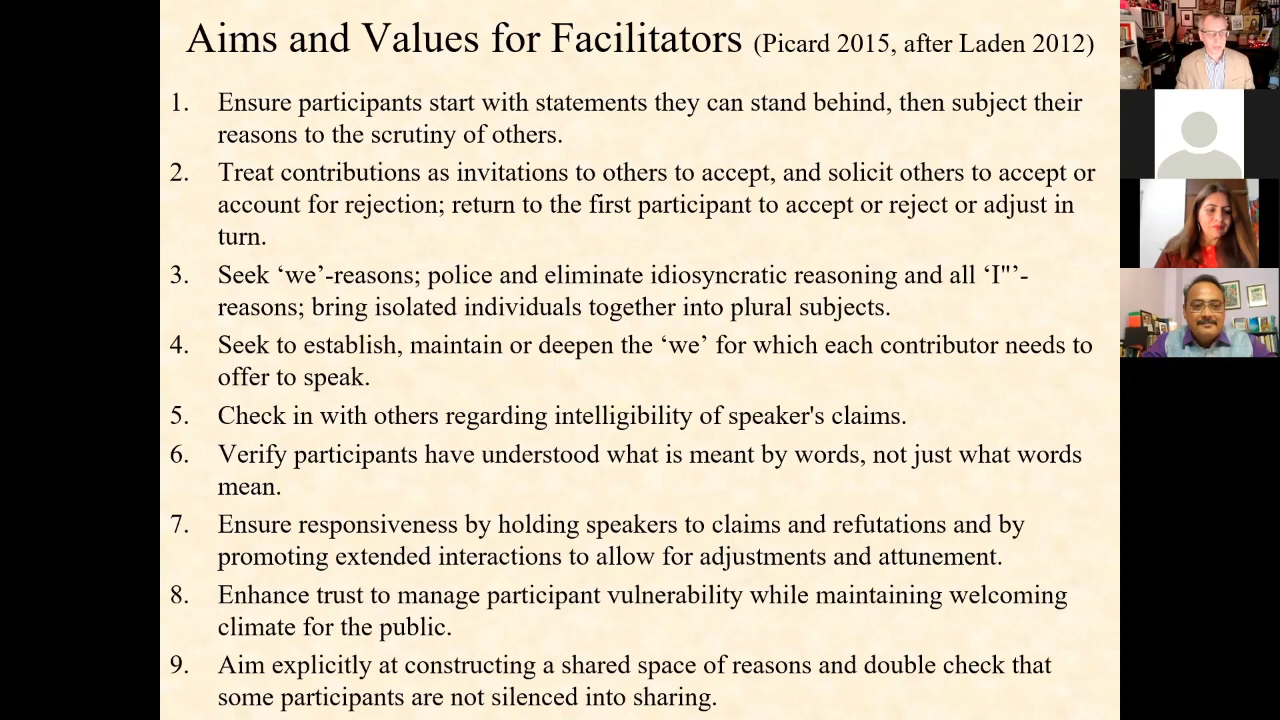 Aims and Values for Facilitators (Picard 2015, after Laden 2012)
1. Ensure participants start with statements they can stand behind, then subject their
reasons to the scrutiny of others.
2. Treat contributions as invitations to others to accept, and solicit others to accept or
account for rejection; return to the first participant to accept or reject or adjust in
turn.
3. Seek ‘we’-reasons; police and eliminate idiosyncratic reasoning and all ‘I"’-
reasons; bring isolated individuals together into plural subjects.
4. Seek to establish, maintain or deepen the ‘we’ for which each contributor needs to
offer to speak.
5. Check in with others regarding intelligibility of speaker's claims.
6. Verify participants have understood what is meant by words, not just what words
mean.
7. Ensure responsiveness by holding speakers to claims and refutations and by
promoting extended interactions to allow for adjustments and attunement.
8. Enhance trust to manage participant vulnerability while maintaining welcoming
climate for the public.
9. Aim explicitly at constructing a shared space of reasons and double check that
some participants are not silenced into sharing.